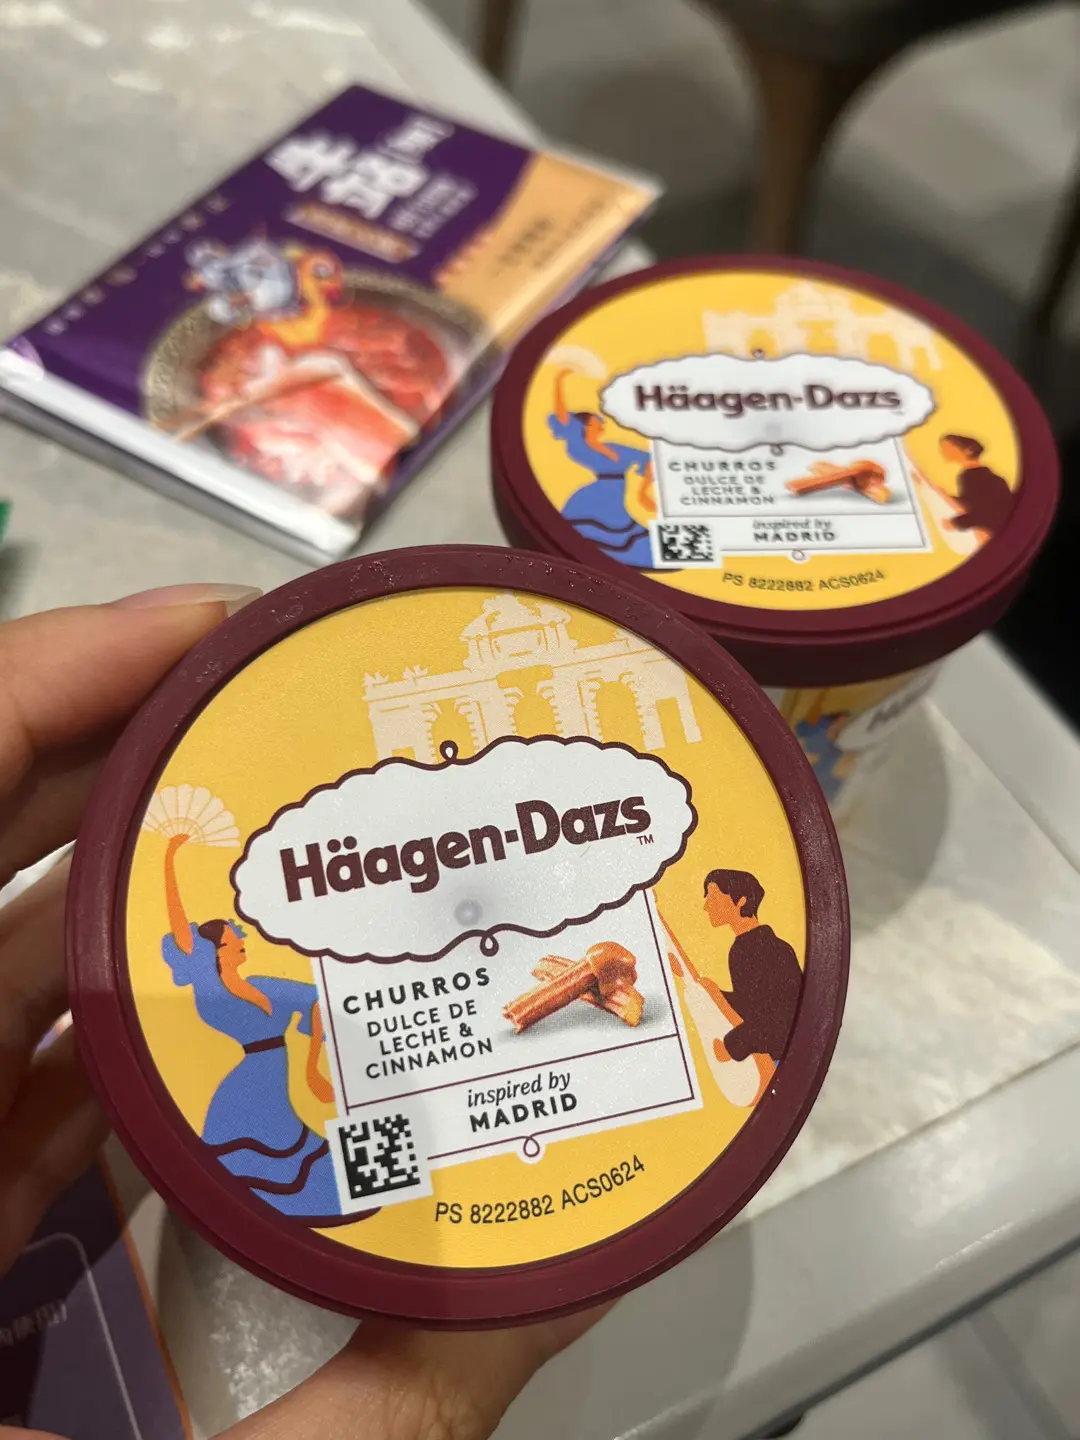 Häagen-Dazs
CHURROS
DULCE DE
LECHE &
CINNAMON
inspired by
MADRID
PS 8222882 ACS0624
Häagen-Dazs™
CHURROS
DULCE DE
LECHE &
CINNAMON
inspired by
MADRID
PS 8222882 ACS0624